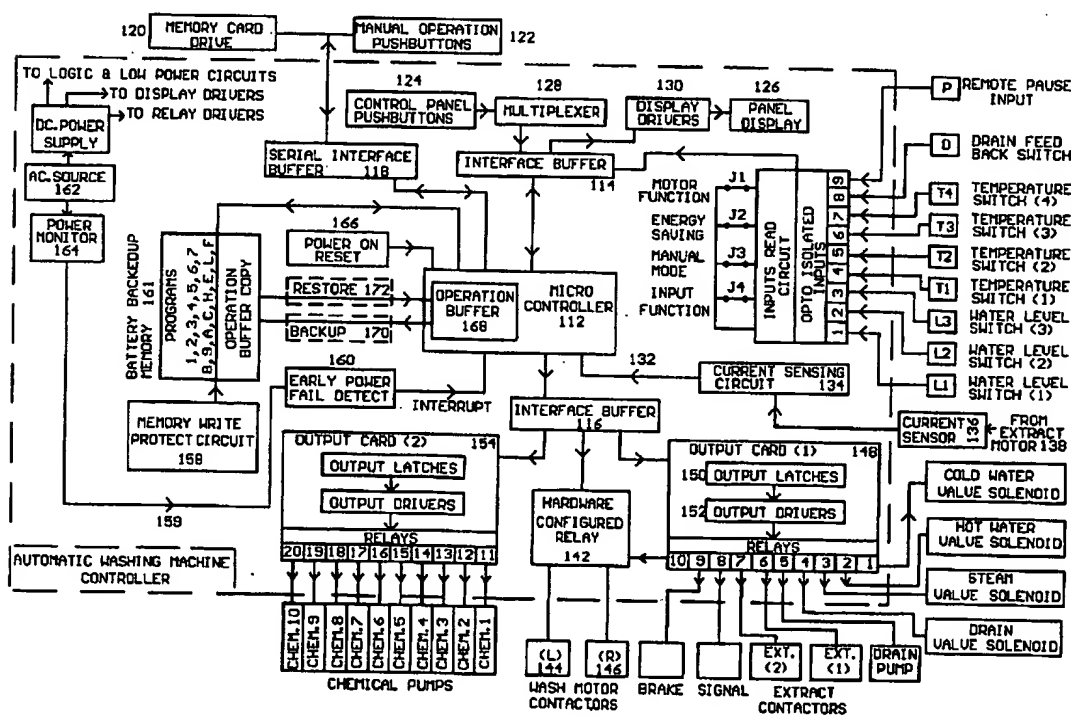 120
MEMORY CARD
DRIVE
MANUAL OPERATION
PUSHBUTTONS
122
TO LOGIC & LOW POWER CIRCUITS
TO DISPLAY DRIVERS
TO RELAY DRIVERS
DC. POWER
SUPPLY
AC. SOURCE
162
POWER
MONITOR
164
124
CONTROL PANEL
PUSHBUTTONS
128
MULTIPLEXER
130
DISPLAY
DRIVERS
126
PANEL
DISPLAY
SERIAL INTERFACE
BUFFER 118
INTERFACE BUFFER
114
P
REMOTE PAUSE
INPUT
D
DRAIN FEED
BACK SWITCH
T4
TEMPERATURE
SWITCH (4)
T3
TEMPERATURE
SWITCH (3)
T2
TEMPERATURE
SWITCH (2)
T1
TEMPERATURE
SWITCH (1)
L3
WATER LEVEL
SWITCH (3)
L2
WATER LEVEL
SWITCH (2)
L1
WATER LEVEL
SWITCH (1)
MOTOR
FUNCTION
J1
ENERGY
SAVING
J2
MANUAL
MODE
J3
INPUT
FUNCTION
J4
INPUTS READ
CIRCUIT
OPTO ISOLATED
INPUTS
9
8
7
6
5
4
3
2
1
166
POWER ON
RESET
BATTERY BACKEDUP
MEMORY 161
PROGRAMS
1,2,3,4,5,6,7
8,9,A,C,H,E,L,F
OPERATION
BUFFER COPY
RESTORE 172
BACKUP 170
OPERATION
BUFFER
168
MICRO
CONTROLLER
112
160
EARLY POWER
FAIL DETECT
INTERRUPT
132
CURRENT SENSING
CIRCUIT 134
CURRENT
SENSOR
136
FROM
EXTRACT
MOTOR 138
MEMORY WRITE
PROTECT CIRCUIT
158
INTERFACE BUFFER
116
159
OUTPUT CARD (2) 154
OUTPUT LATCHES
OUTPUT DRIVERS
RELAYS
20 19 18 17 16 15 14 13 12 11
HARDWARE
CONFIGURED
RELAY
142
OUTPUT CARD (1) 148
150 OUTPUT LATCHES
152 OUTPUT DRIVERS
RELAYS
10 9 8 7 6 5 4 3 2 1
COLD WATER
VALVE SOLENOID
HOT WATER
VALVE SOLENOID
STEAM
VALVE SOLENOID
DRAIN
VALVE SOLENOID
AUTOMATIC WASHING MACHINE
CONTROLLER
CHEM.10
CHEM.9
CHEM.8
CHEM.7
CHEM.6
CHEM.5
CHEM.4
CHEM.3
CHEM.2
CHEM.1
CHEMICAL PUMPS
(L)
144
(R)
146
WASH MOTOR
CONTACTORS
BRAKE
SIGNAL
EXT.
(2)
EXT.
(1)
EXTRACT
CONTACTORS
DRAIN
PUMP